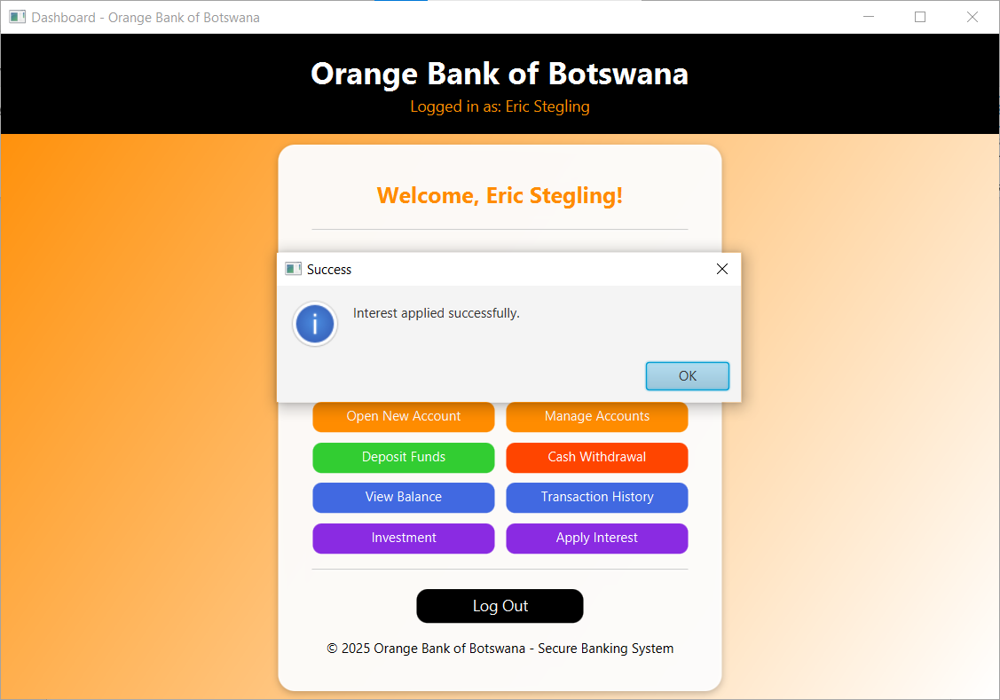 Dashboard - Orange Bank of Botswana
Orange Bank of Botswana
Logged in as: Eric Stegling
Welcome, Eric Stegling!
Success
i
Interest applied successfully.
OK
Open New Account
Manage Accounts
Deposit Funds
Cash Withdrawal
View Balance
Transaction History
Investment
Apply Interest
Log Out
© 2025 Orange Bank of Botswana - Secure Banking System